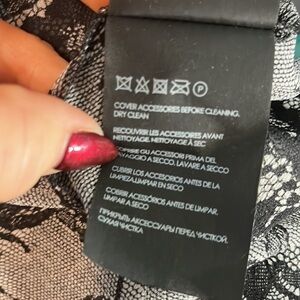 P
COVER ACCESSORIES BEFORE CLEANING.
DRY CLEAN
RECOUVRIR LES ACCESSOIRES AVANT
NETTOYAGE. NETTOYAGE À SEC
COPRIRE GLI ACCESSORI PRIMA DEL
LAVAGGIO A SECCO. LAVARE A SECCO
CUBRIR LOS ACCESORIOS ANTES DE LA
LIMPIEZA.LIMPIAR EN SECO
COBRIR ACESSÓRIOS ANTES DE LIMPAR.
LIMPAR A SECO
ПРИКРЫТЬ АКСЕССУАРЫ ПЕРЕД ЧИСТКОЙ.
СУХАЯ ЧИСТКА